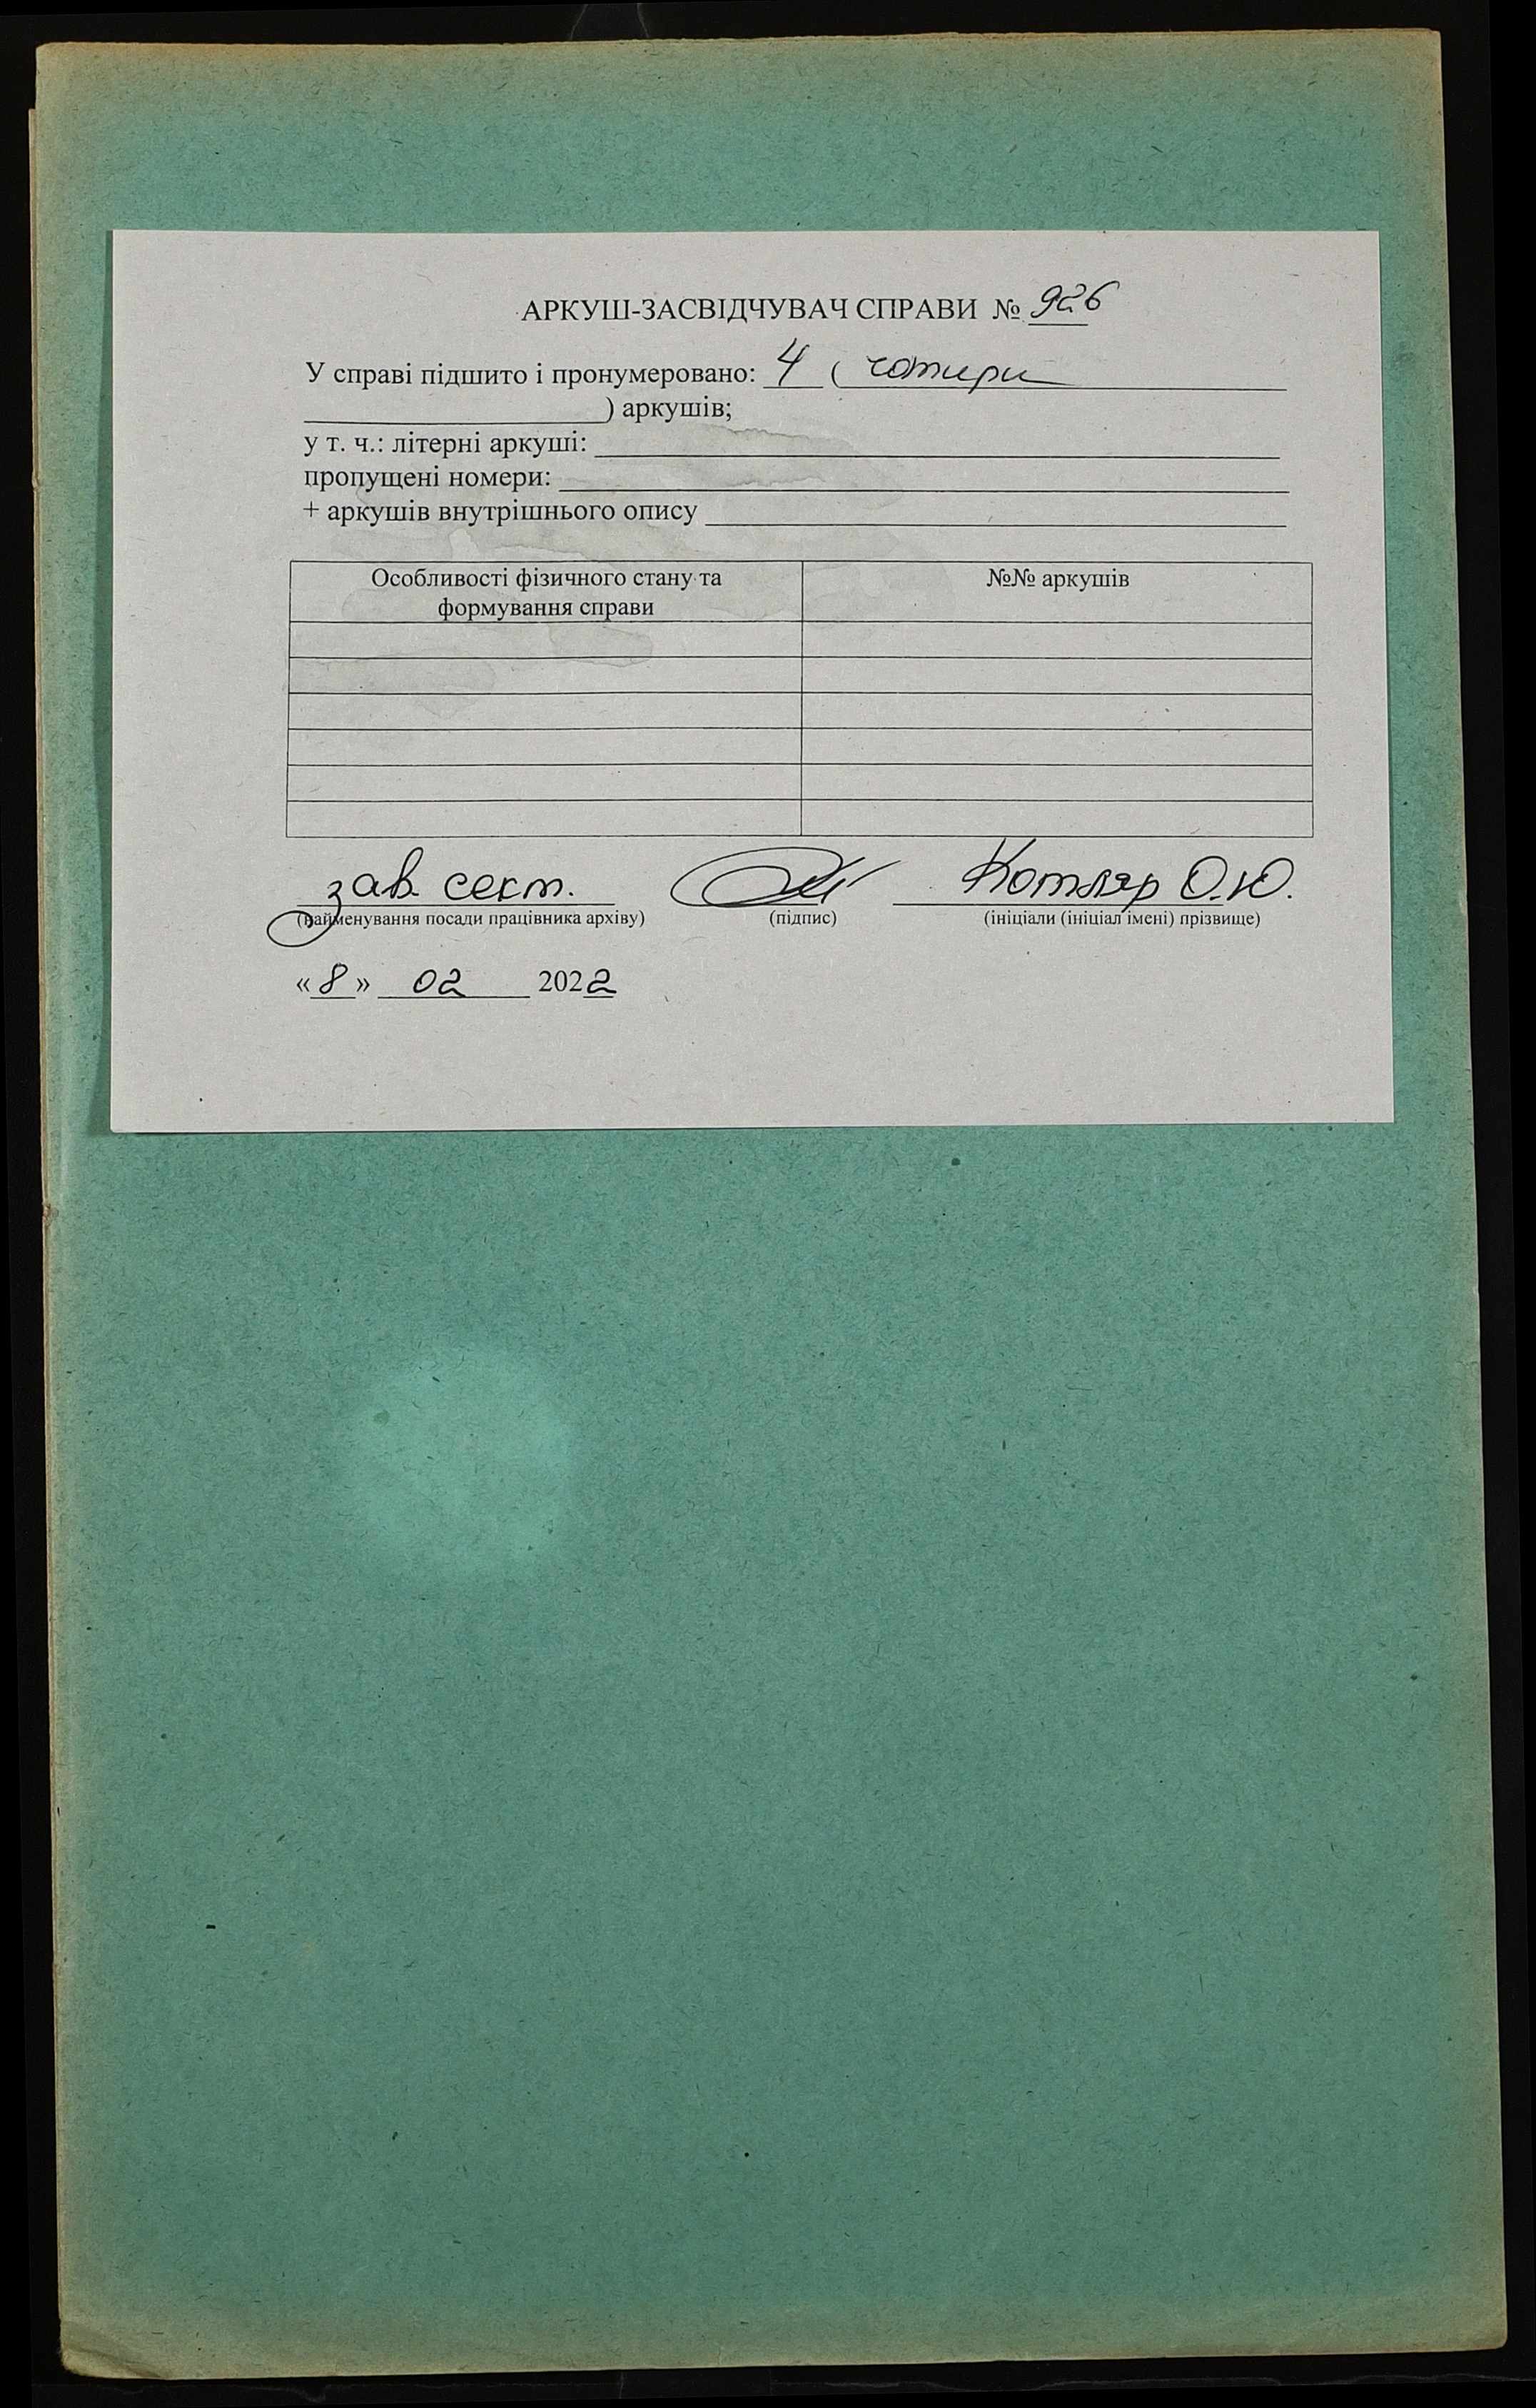 АРКУШ-ЗАСВІДЧУВАЧ СПРАВИ № 926
У справі підшито і пронумеровано: 4 ( чотири
) аркушів;
у т. ч.: літерні аркуші:
пропущені номери:
+ аркушів внутрішнього опису
Особливості фізичного стану та
формування справи
№№ аркушів
зав. сект. Котляр О.Ю.
(найменування посади працівника архіву) (підпис) (ініціали (ініціал імені) прізвище)
«8» 02 2022